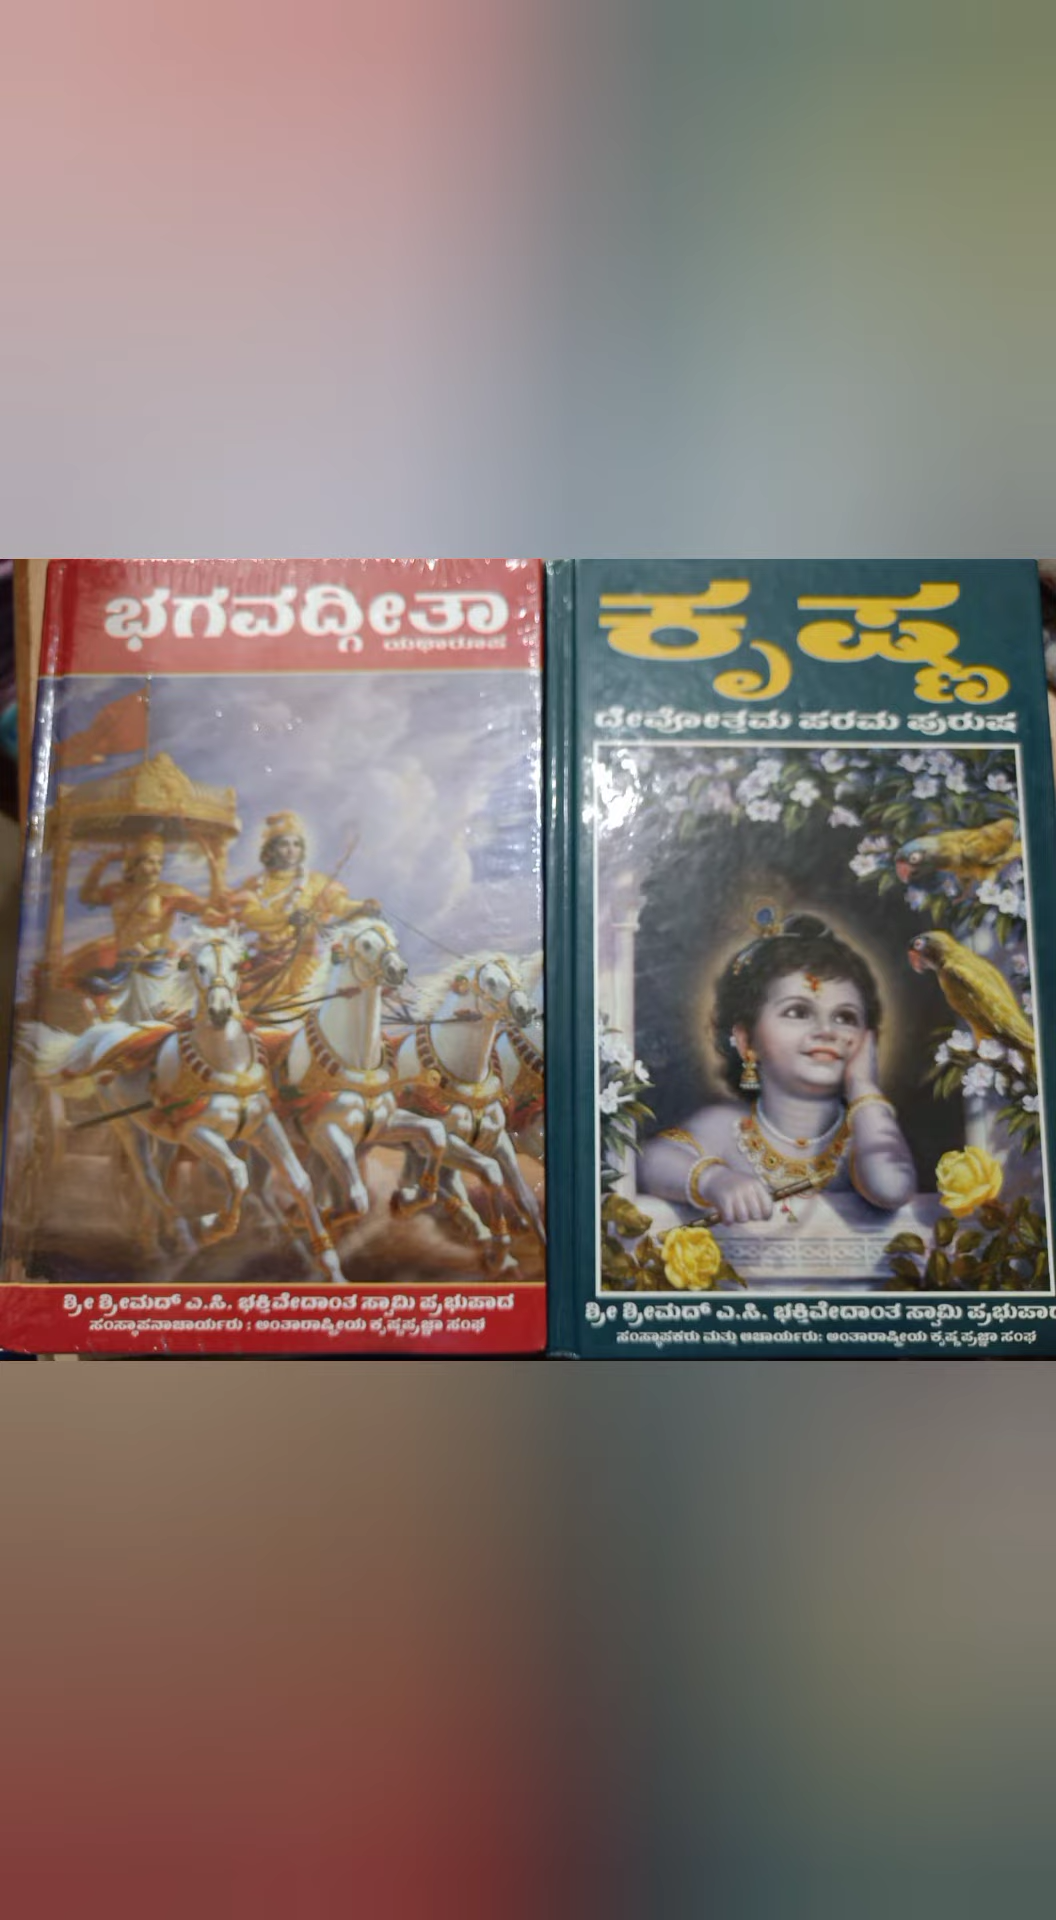 ಭಗವದ್ಗೀತಾ
ಯಥಾರೂಪ
ಶ್ರೀ ಶ್ರೀಮದ್ ಎ.ಸಿ. ಭಕ್ತಿವೇದಾಂತ ಸ್ವಾಮಿ ಪ್ರಭುಪಾದ
ಸಂಸ್ಥಾಪನಾಚಾರ್ಯರು : ಅಂತಾರಾಷ್ಟ್ರೀಯ ಕೃಷ್ಣಪ್ರಜ್ಞಾ ಸಂಘ
ಕೃಷ್ಣ
ದೇವೋತ್ತಮ ಪರಮ ಪುರುಷ
ಶ್ರೀ ಶ್ರೀಮದ್ ಎ.ಸಿ. ಭಕ್ತಿವೇದಾಂತ ಸ್ವಾಮಿ ಪ್ರಭುಪಾದ
ಸಂಸ್ಥಾಪಕರು ಮತ್ತು ಆಚಾರ್ಯರು: ಅಂತಾರಾಷ್ಟ್ರೀಯ ಕೃಷ್ಣಪ್ರಜ್ಞಾ ಸಂಘ